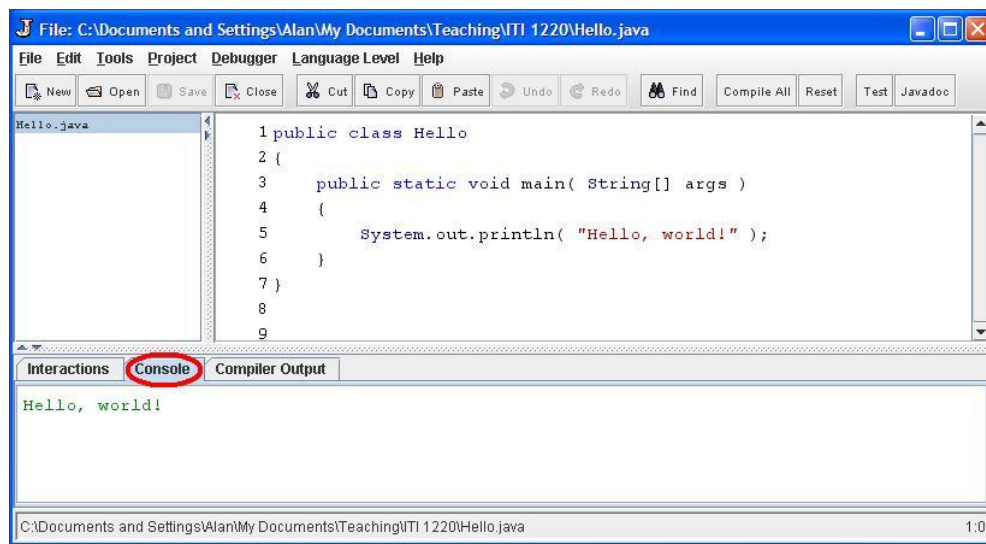 File: C:\Documents and Settings\Alan\My Documents\Teaching\ITI 1220\Hello.java
File Edit Tools Project Debugger Language Level Help
New Open Save Close Cut Copy Paste Undo Redo Find Compile All Reset Test Javadoc
Hello.java
1 public class Hello
2 {
3     public static void main( String[] args )
4     {
5         System.out.println( "Hello, world!" );
6     }
7 }
8
9
Interactions Console Compiler Output
Hello, world!
C:\Documents and Settings\Alan\My Documents\Teaching\ITI 1220\Hello.java 1:0